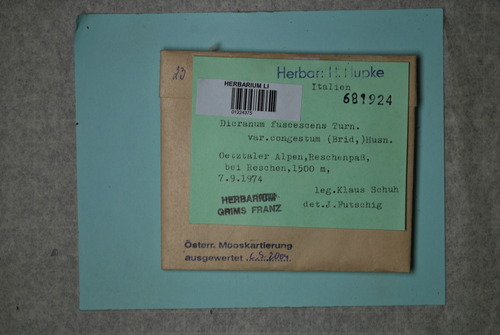 23
Herbar: H. Hupke
HERBARIUM LI
Italien
681924
Dicranum fuscescens Turn.
var.congestum (Brid,)Husn.
Oetztaler Alpen,Reschenpaß,
bei Reschen,1500 m,
7.9.1974
leg.Klaus Schuh
HERBARIUM
GRIMS FRANZ
det.J.Futschig
Österr. Mooskartierung
ausgewertet